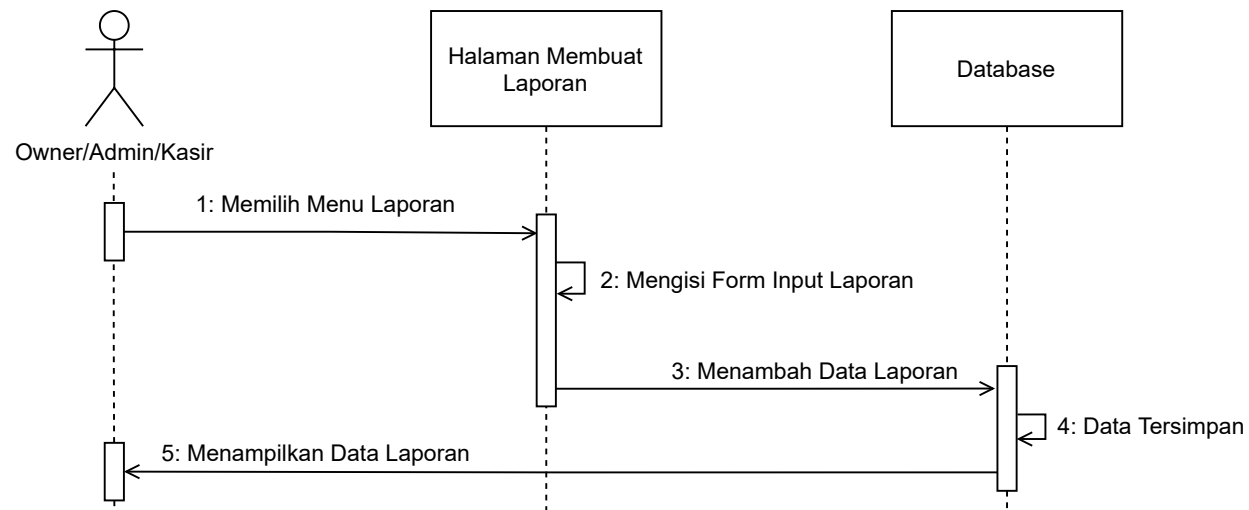 Halaman Membuat
Laporan
Database
Owner/Admin/Kasir
1: Memilih Menu Laporan
2: Mengisi Form Input Laporan
3: Menambah Data Laporan
4: Data Tersimpan
5: Menampilkan Data Laporan